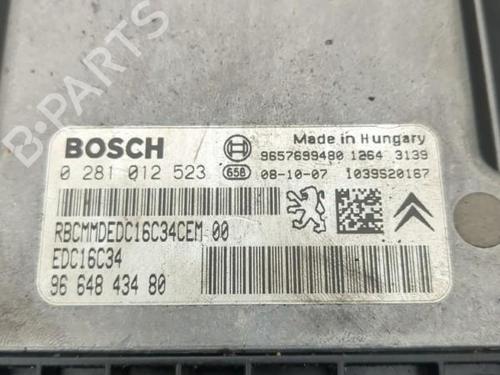 B-PARTS
Made in Hungary
BOSCH
9657699480 1264 3139
0 281 012 523 658 08-10-07 1039S20167
RBCMMDEDC16C34CEM 00
EDC16C34
96 648 434 80